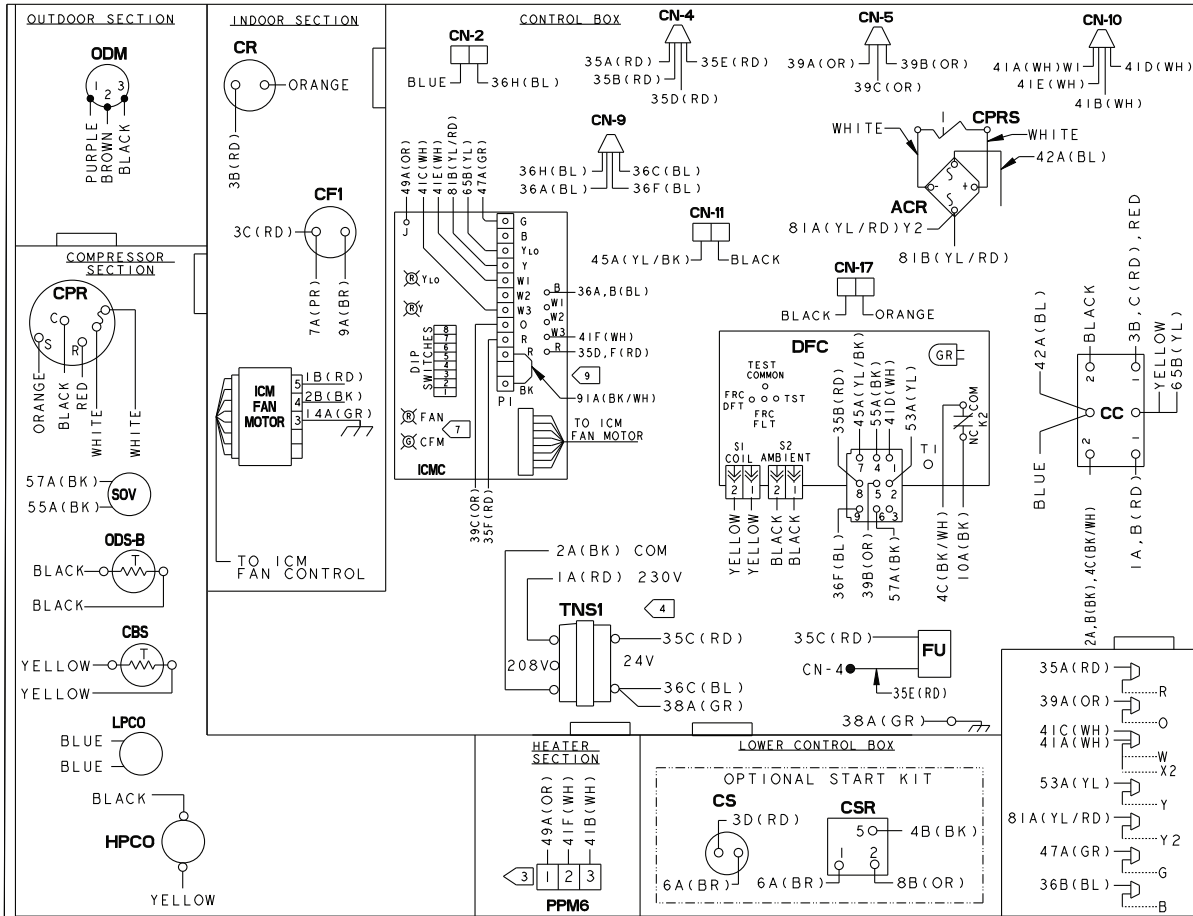 OUTDOOR SECTION
ODM
1 2 3
PURPLE
BROWN
BLACK
COMPRESSOR
SECTION
CPR
C
S
R
ORANGE
BLACK
RED
WHITE
WHITE
57A(BK)
55A(BK)
SOV
ODS-B
T
BLACK
BLACK
CBS
T
YELLOW
YELLOW
LPCO
BLUE
BLUE
BLACK
HPCO
YELLOW
INDOOR SECTION
CR
ORANGE
3B(RD)
CF1
3C(RD)
7A(PR)
9A(BR)
ICM
FAN
MOTOR
5
4
3
1B(RD)
2B(BK)
14A(GR)
TO ICM
FAN CONTROL
CONTROL BOX
CN-2
BLUE
36H(BL)
CN-4
35A(RD)
35E(RD)
35B(RD)
35D(RD)
CN-5
39A(OR)
39B(OR)
39C(OR)
CN-10
41A(WH)W1
41D(WH)
41E(WH)
41B(WH)
CN-9
36H(BL)
36C(BL)
36A(BL)
36F(BL)
CPRS
WHITE
WHITE
42A(BL)
-
+
ACR
81A(YL/RD)Y2
81B(YL/RD)
CN-11
45A(YL/BK)
BLACK
CN-17
BLACK
ORANGE
49A(OR)
41C(WH)
41E(WH)
81B(YL/RD)
65B(YL)
47A(GR)
J
G
B
YLO
Y
W1
W2
W3
O
R
R
BK
P1
R YLO
R Y
DIP
SWITCHES
8
7
6
5
4
3
2
1
R FAN
G CFM
7
ICMC
B
W1
W2
W3
R
36A,B(BL)
41F(WH)
35D,F(RD)
9
91A(BK/WH)
TO ICM
FAN MOTOR
39C(OR)
35F(RD)
DFC
GR
TEST
COMMON
FRC
DFT
TST
FRC
FLT
S1
COIL
S2
AMBIENT
2 1
2 1
YELLOW
YELLOW
BLACK
BLACK
35B(RD)
45A(YL/BK)
55A(BK)
41D(WH)
53A(YL)
7 4 1
8 5 2
9 6 3
T1
COM
NC
K2
36F(BL)
39B(OR)
57A(BK)
4C(BK/WH)
10A(BK)
42A(BL)
BLACK
3B,C(RD),RED
YELLOW
65B(YL)
2 1
CC
2 1
BLUE
2A,B(BK),4C(BK/WH)
1A,B(RD)
2A(BK) COM
1A(RD) 230V
4
TNS1
208V
24V
35C(RD)
36C(BL)
38A(GR)
35C(RD)
FU
CN-4
35E(RD)
38A(GR)
HEATER
SECTION
49A(OR)
41F(WH)
41B(WH)
3
1 2 3
PPM6
LOWER CONTROL BOX
OPTIONAL START KIT
CS
3D(RD)
6A(BR)
CSR
5
4B(BK)
1 2
6A(BR)
8B(OR)
35A(RD)
R
39A(OR)
O
41C(WH)
41A(WH)
W
X2
53A(YL)
Y
81A(YL/RD)
Y2
47A(GR)
G
36B(BL)
B